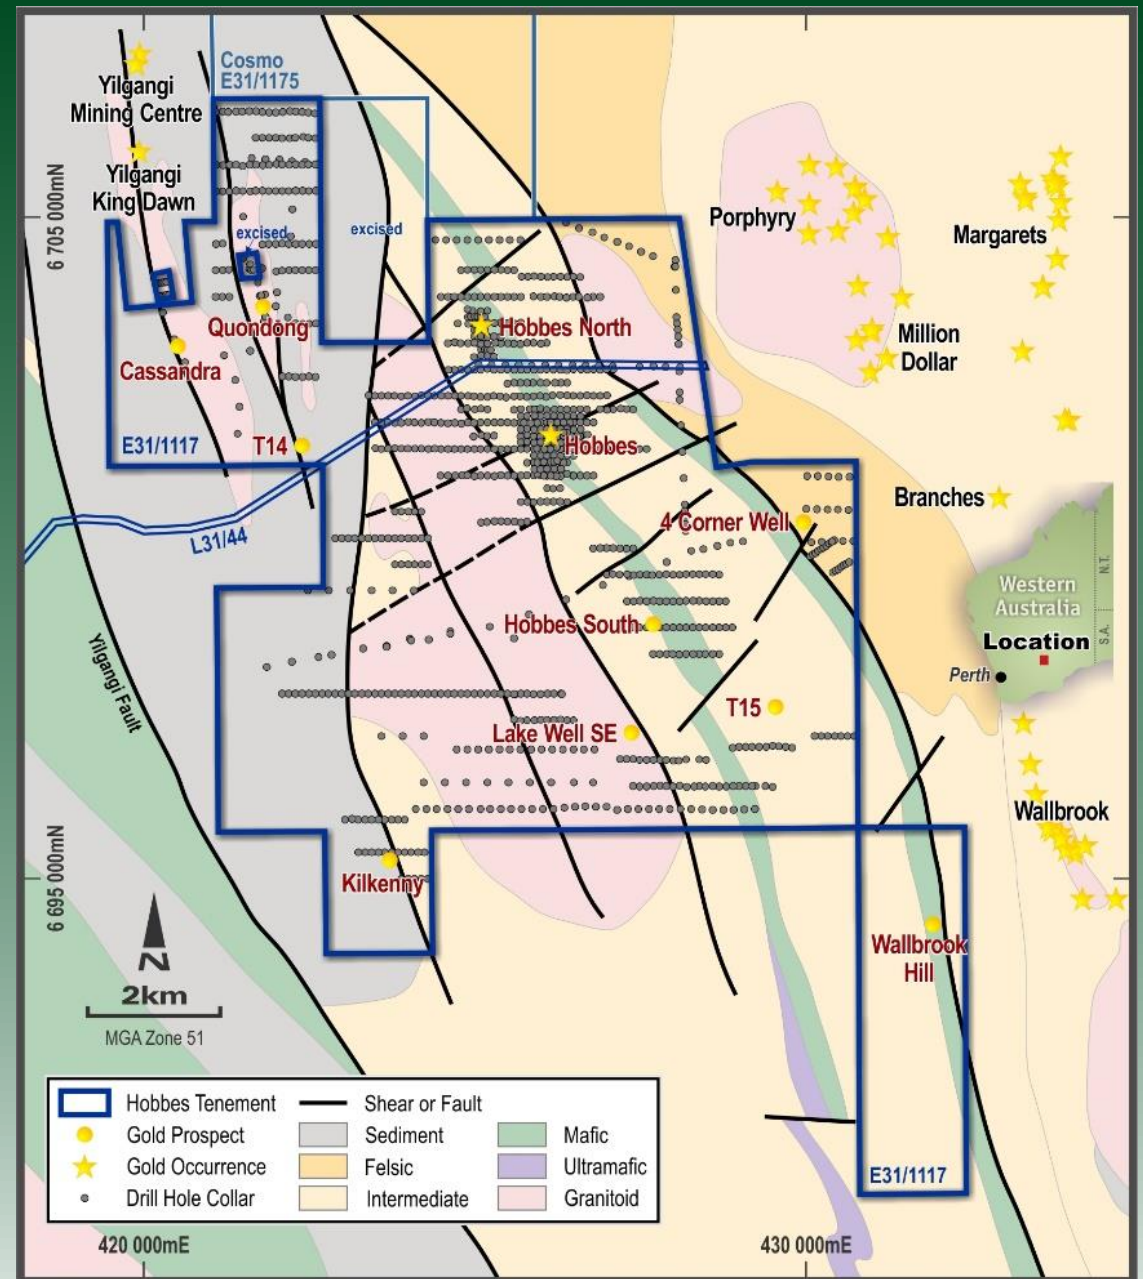 Cosmo
E31/1175
Yilgangi
Mining Centre
Yilgangi
King Dawn
6 705 000mN
excised
excised
Porphyry
Margarets
Quondong
Hobbes North
Cassandra
Million
Dollar
E31/1117
T14
Hobbes
Branches
4 Corner Well
L31/44
Western
Australia
N.T.
S.A.
Location
Perth
Hobbes South
Yilgangi Fault
T15
Lake Well SE
Wallbrook
6 695 000mN
Kilkenny
Wallbrook
Hill
N
2km
MGA Zone 51
Hobbes Tenement
Shear or Fault
Gold Prospect
Sediment
Mafic
Gold Occurrence
Felsic
Ultramafic
Drill Hole Collar
Intermediate
Granitoid
E31/1117
420 000mE
430 000mE